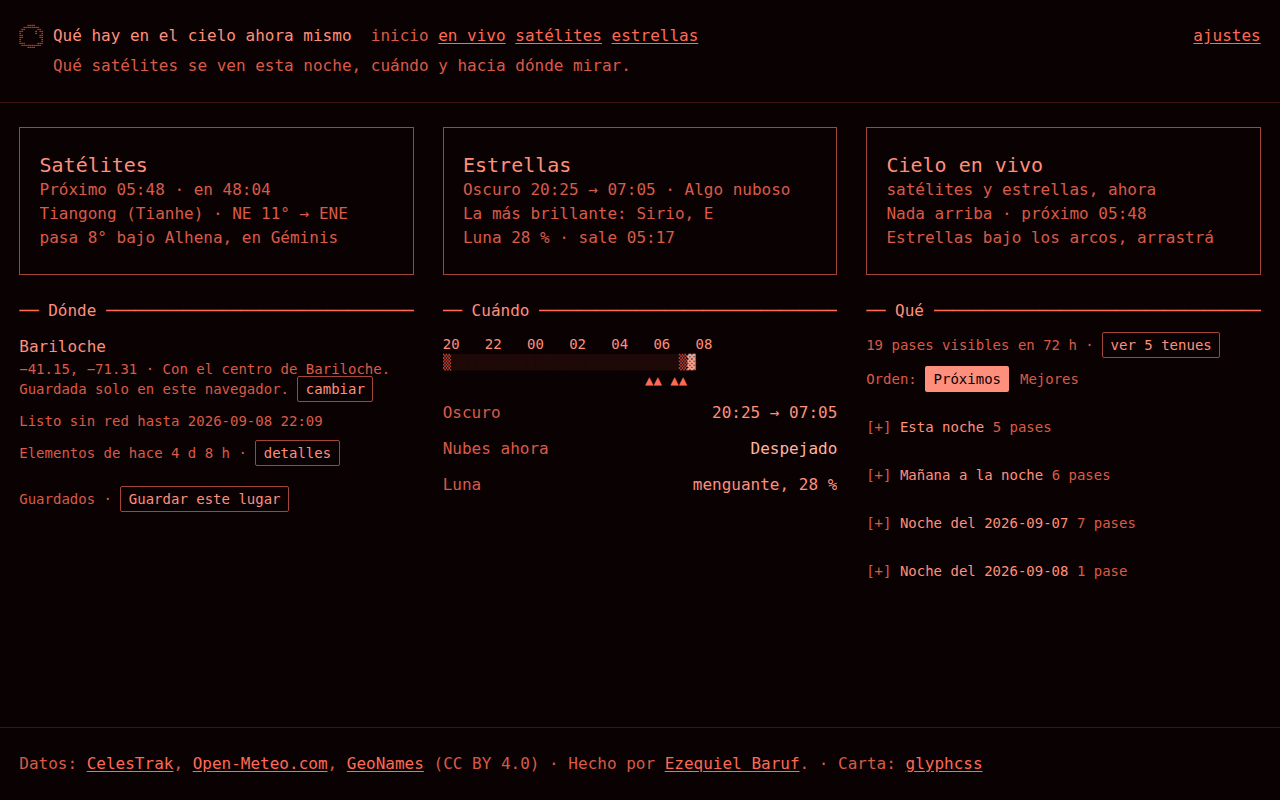 Qué hay en el cielo ahora mismo inicio en vivo satélites estrellas ajustes
Qué satélites se ven esta noche, cuándo y hacia dónde mirar.
Satélites
Próximo 05:48 · en 48:04
Tiangong (Tianhe) · NE 11° → ENE
pasa 8° bajo Alhena, en Géminis
Estrellas
Oscuro 20:25 → 07:05 · Algo nuboso
La más brillante: Sirio, E
Luna 28 % · sale 05:17
Cielo en vivo
satélites y estrellas, ahora
Nada arriba · próximo 05:48
Estrellas bajo los arcos, arrastrá
Dónde
Bariloche
−41.15, −71.31 · Con el centro de Bariloche.
Guardada solo en este navegador. cambiar
Listo sin red hasta 2026-09-08 22:09
Elementos de hace 4 d 8 h · detalles
Guardados · Guardar este lugar
Cuándo
20 22 00 02 04 06 08
▲▲ ▲▲
Oscuro 20:25 → 07:05
Nubes ahora Despejado
Luna menguante, 28 %
Qué
19 pases visibles en 72 h · ver 5 tenues
Orden: Próximos Mejores
[+] Esta noche 5 pases
[+] Mañana a la noche 6 pases
[+] Noche del 2026-09-07 7 pases
[+] Noche del 2026-09-08 1 pase
Datos: CelesTrak, Open-Meteo.com, GeoNames (CC BY 4.0) · Hecho por Ezequiel Baruf. · Carta: glyphcss